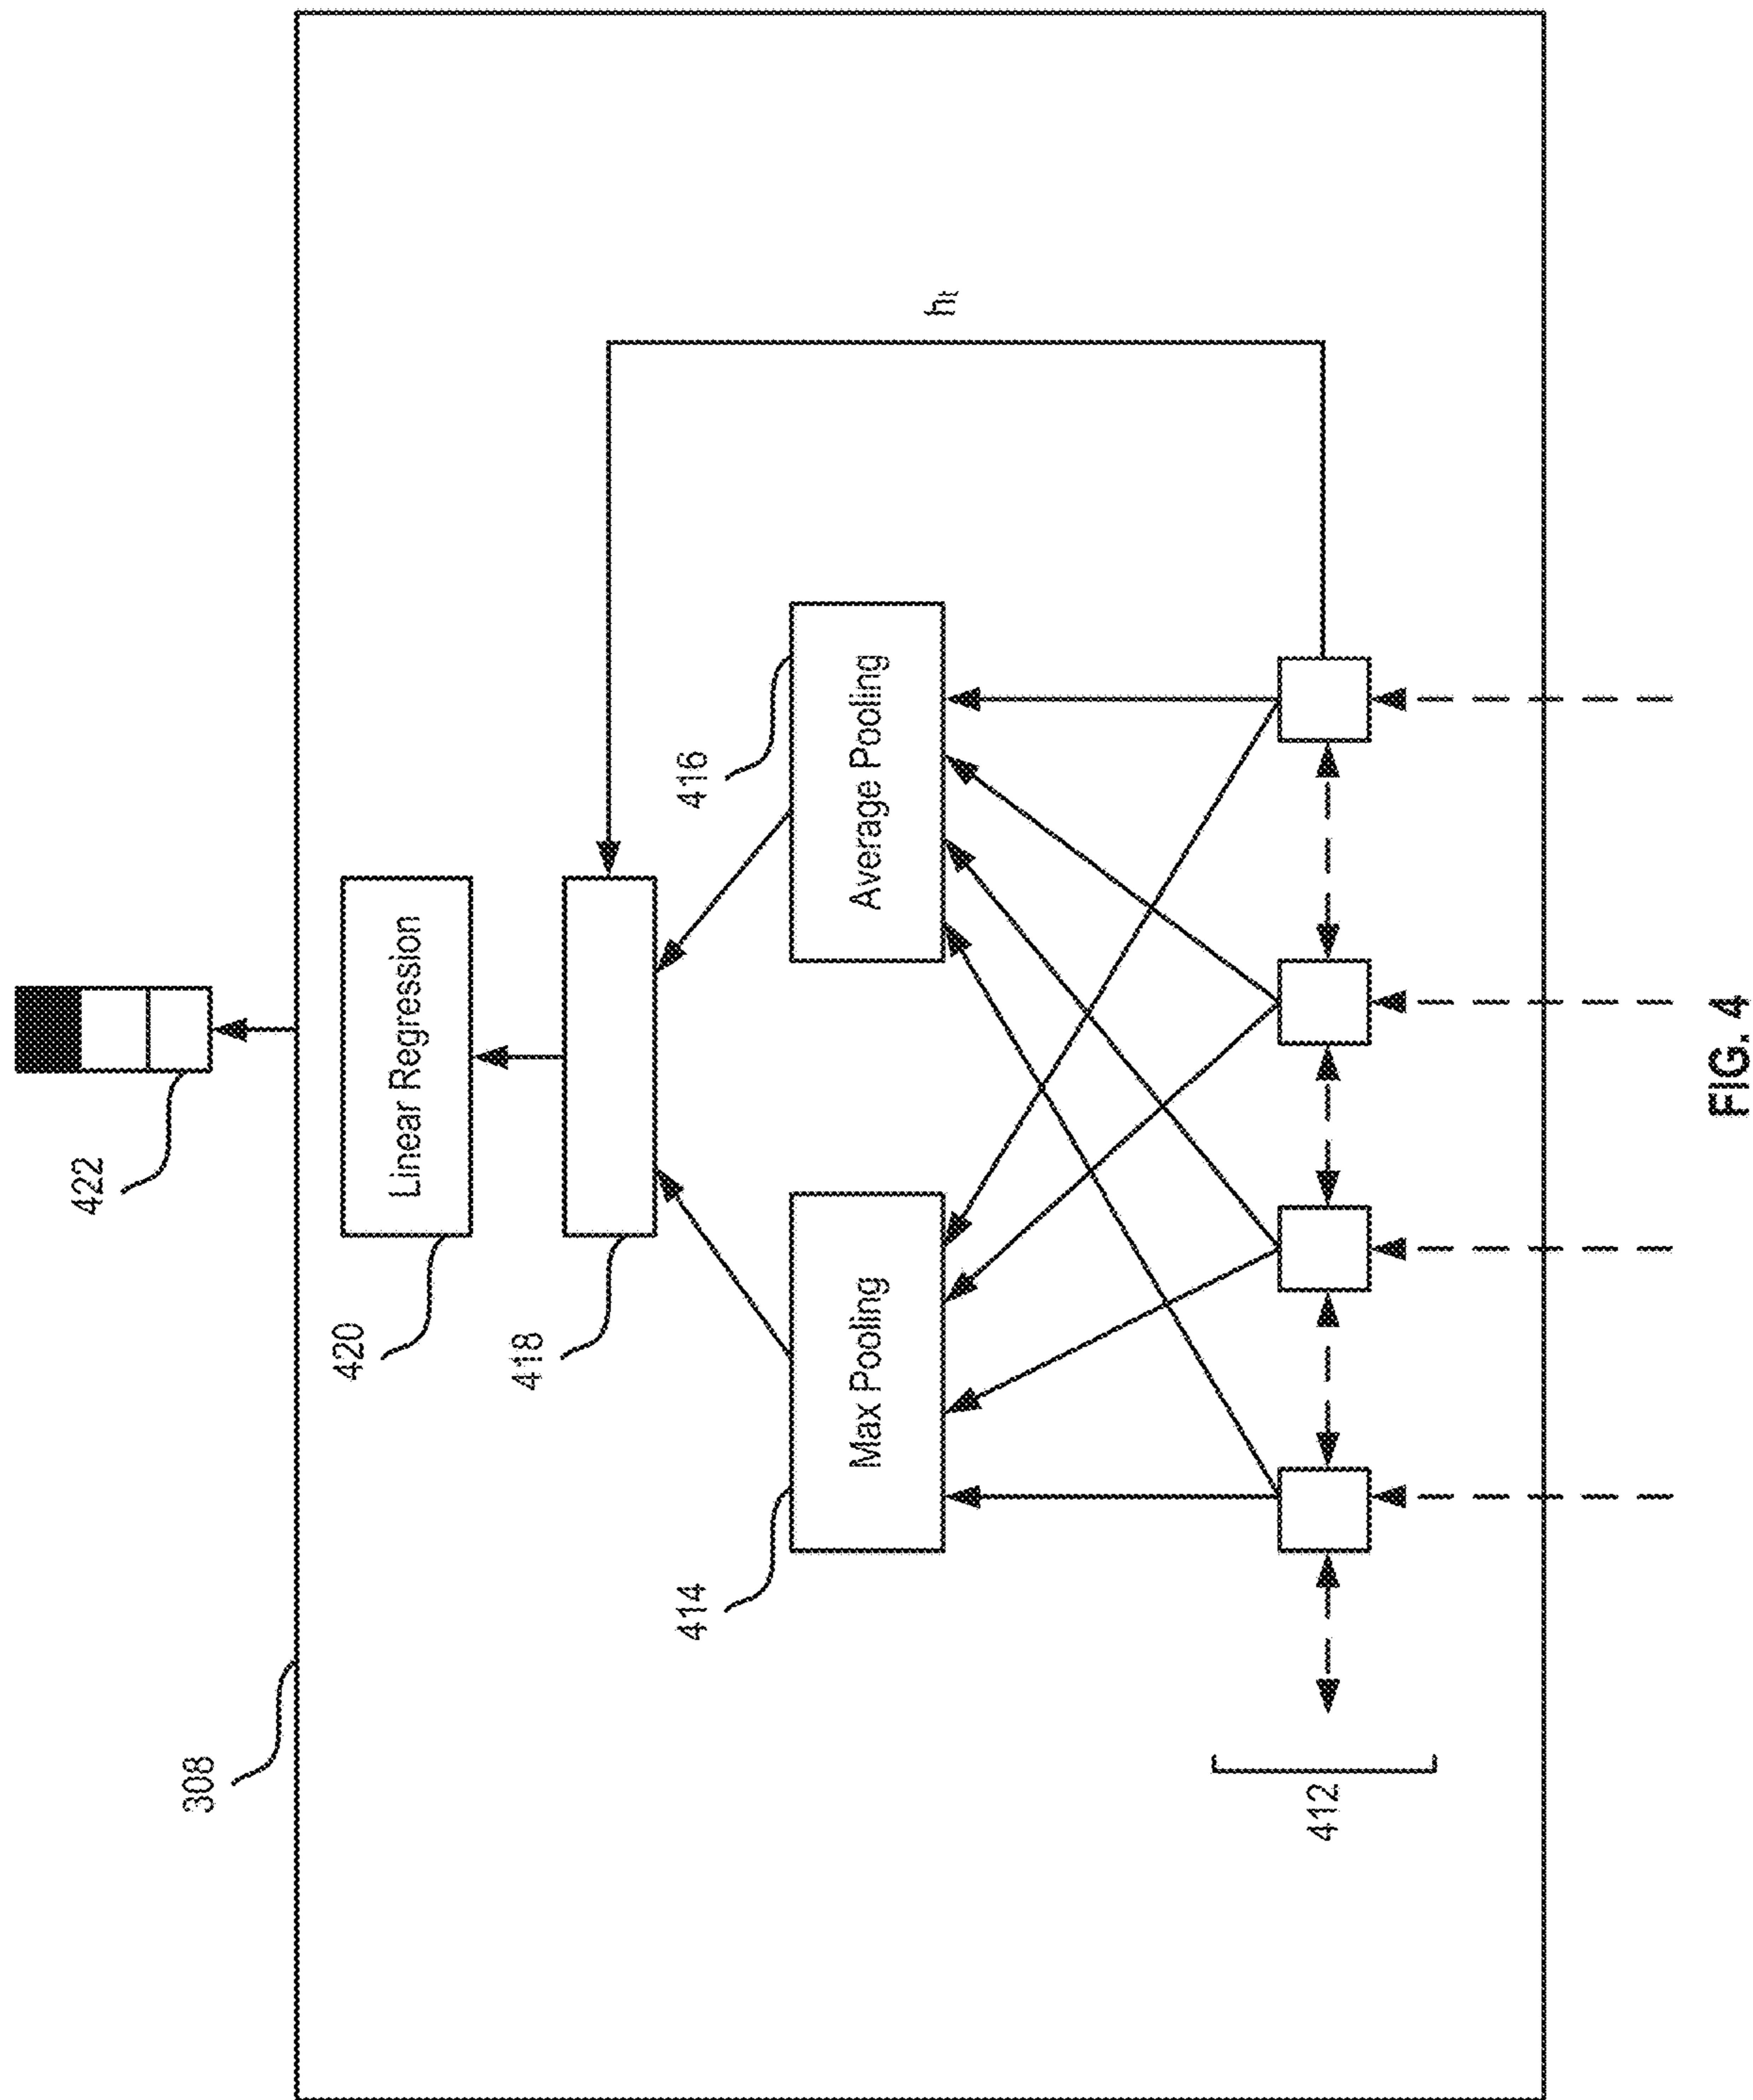 422
308
420
Linear Regression
418
414
Max Pooling
416
Average Pooling
ht
412
FIG. 4